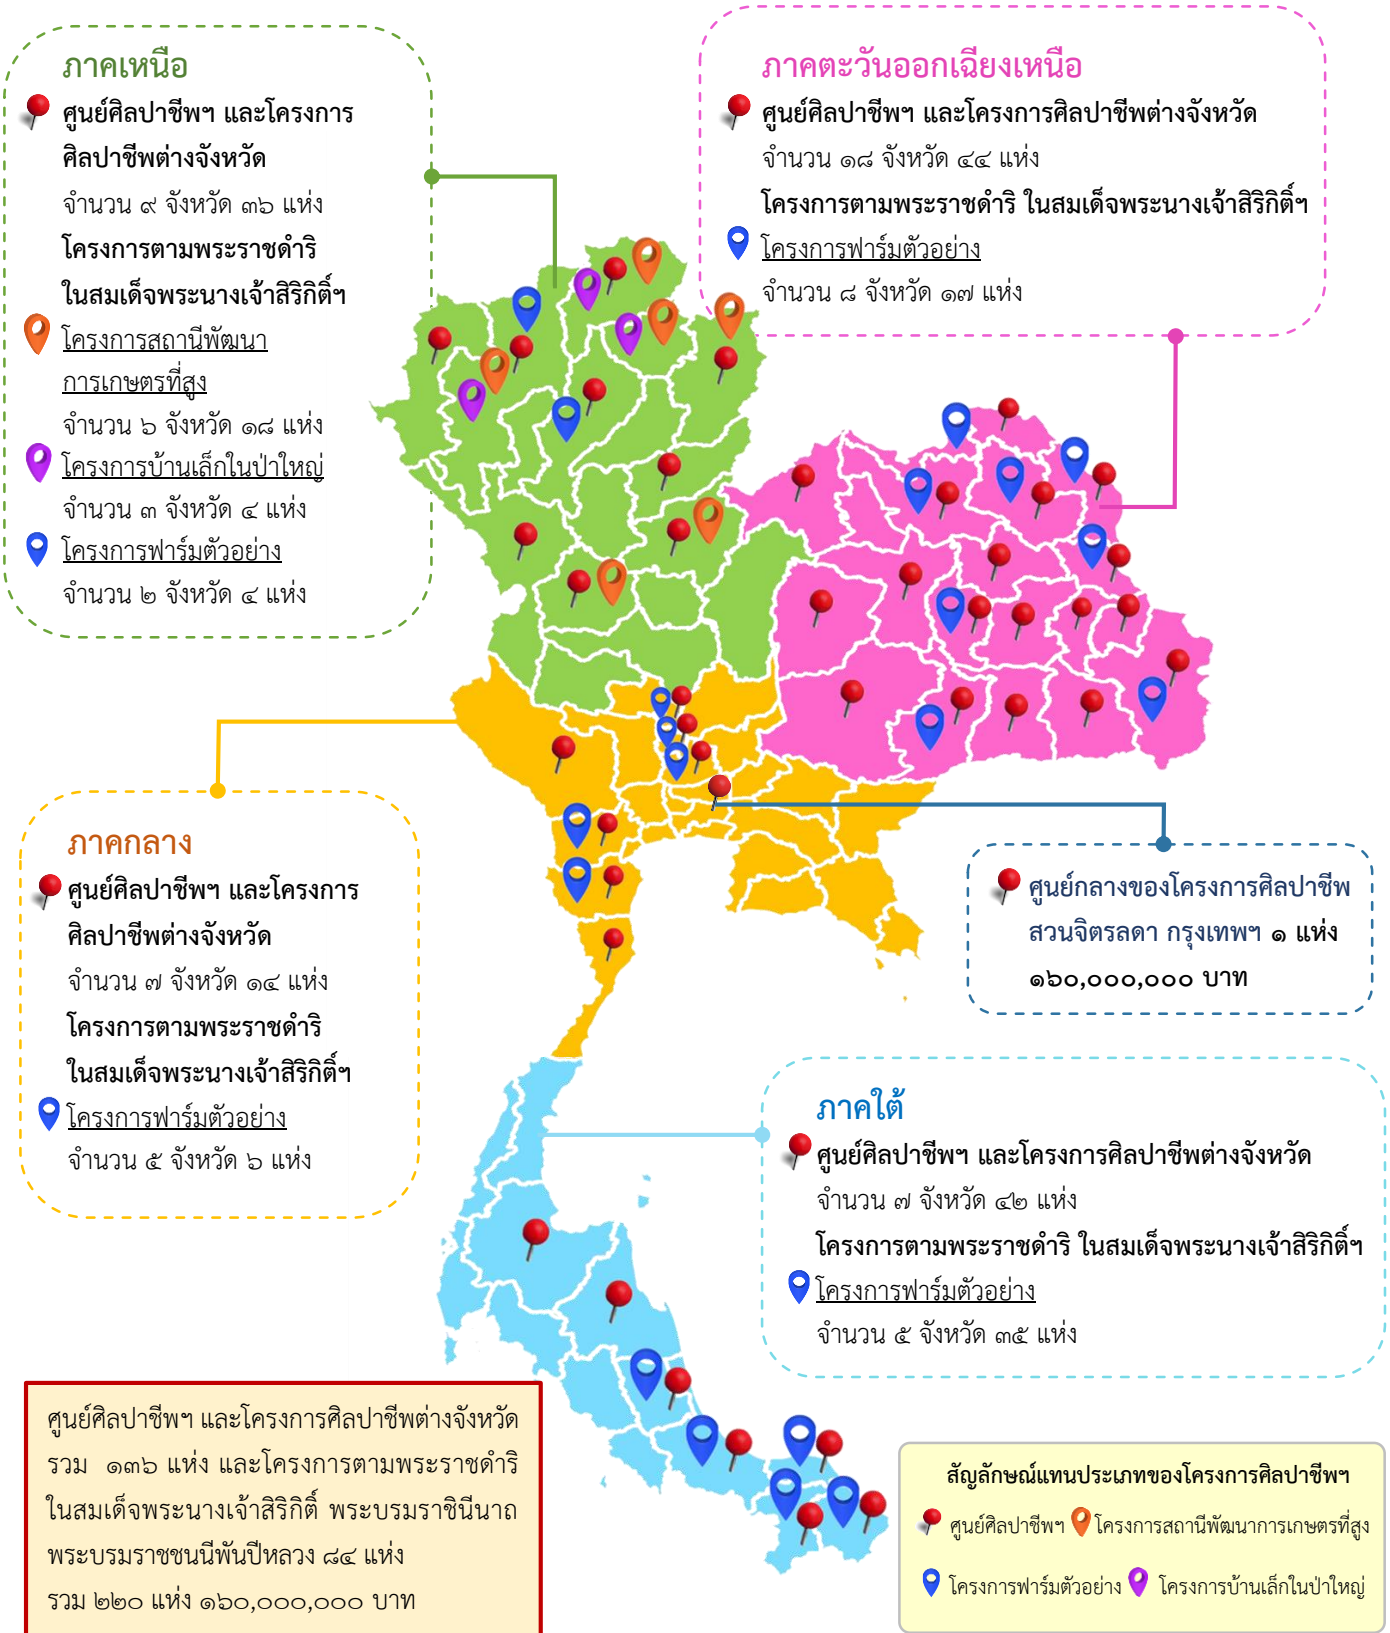 ภาคเหนือ
ศูนย์ศิลปาชีพฯ และโครงการ
ศิลปาชีพต่างจังหวัด
จำนวน ๙ จังหวัด ๓๖ แห่ง
โครงการตามพระราชดำริ
ในสมเด็จพระนางเจ้าสิริกิติ์ฯ
โครงการสถานีพัฒนา
การเกษตรที่สูง
จำนวน ๖ จังหวัด ๑๘ แห่ง
โครงการบ้านเล็กในป่าใหญ่
จำนวน ๓ จังหวัด ๔ แห่ง
โครงการฟาร์มตัวอย่าง
จำนวน ๒ จังหวัด ๔ แห่ง
ภาคตะวันออกเฉียงเหนือ
ศูนย์ศิลปาชีพฯ และโครงการศิลปาชีพต่างจังหวัด
จำนวน ๑๘ จังหวัด ๔๔ แห่ง
โครงการตามพระราชดำริ ในสมเด็จพระนางเจ้าสิริกิติ์ฯ
โครงการฟาร์มตัวอย่าง
จำนวน ๘ จังหวัด ๑๗ แห่ง
ภาคกลาง
ศูนย์ศิลปาชีพฯ และโครงการ
ศิลปาชีพต่างจังหวัด
จำนวน ๗ จังหวัด ๑๔ แห่ง
โครงการตามพระราชดำริ
ในสมเด็จพระนางเจ้าสิริกิติ์ฯ
โครงการฟาร์มตัวอย่าง
จำนวน ๕ จังหวัด ๖ แห่ง
ศูนย์กลางของโครงการศิลปาชีพ
สวนจิตรลดา กรุงเทพฯ ๑ แห่ง
๑๖๐,๐๐๐,๐๐๐ บาท
ภาคใต้
ศูนย์ศิลปาชีพฯ และโครงการศิลปาชีพต่างจังหวัด
จำนวน ๗ จังหวัด ๔๒ แห่ง
โครงการตามพระราชดำริ ในสมเด็จพระนางเจ้าสิริกิติ์ฯ
โครงการฟาร์มตัวอย่าง
จำนวน ๕ จังหวัด ๓๕ แห่ง
ศูนย์ศิลปาชีพฯ และโครงการศิลปาชีพต่างจังหวัด
รวม ๑๓๖ แห่ง และโครงการตามพระราชดำริ
ในสมเด็จพระนางเจ้าสิริกิติ์ พระบรมราชินีนาถ
พระบรมราชชนนีพันปีหลวง ๘๔ แห่ง
รวม ๒๒๐ แห่ง ๑๖๐,๐๐๐,๐๐๐ บาท
สัญลักษณ์แทนประเภทของโครงการศิลปาชีพฯ
ศูนย์ศิลปาชีพฯ โครงการสถานีพัฒนาการเกษตรที่สูง
โครงการฟาร์มตัวอย่าง โครงการบ้านเล็กในป่าใหญ่